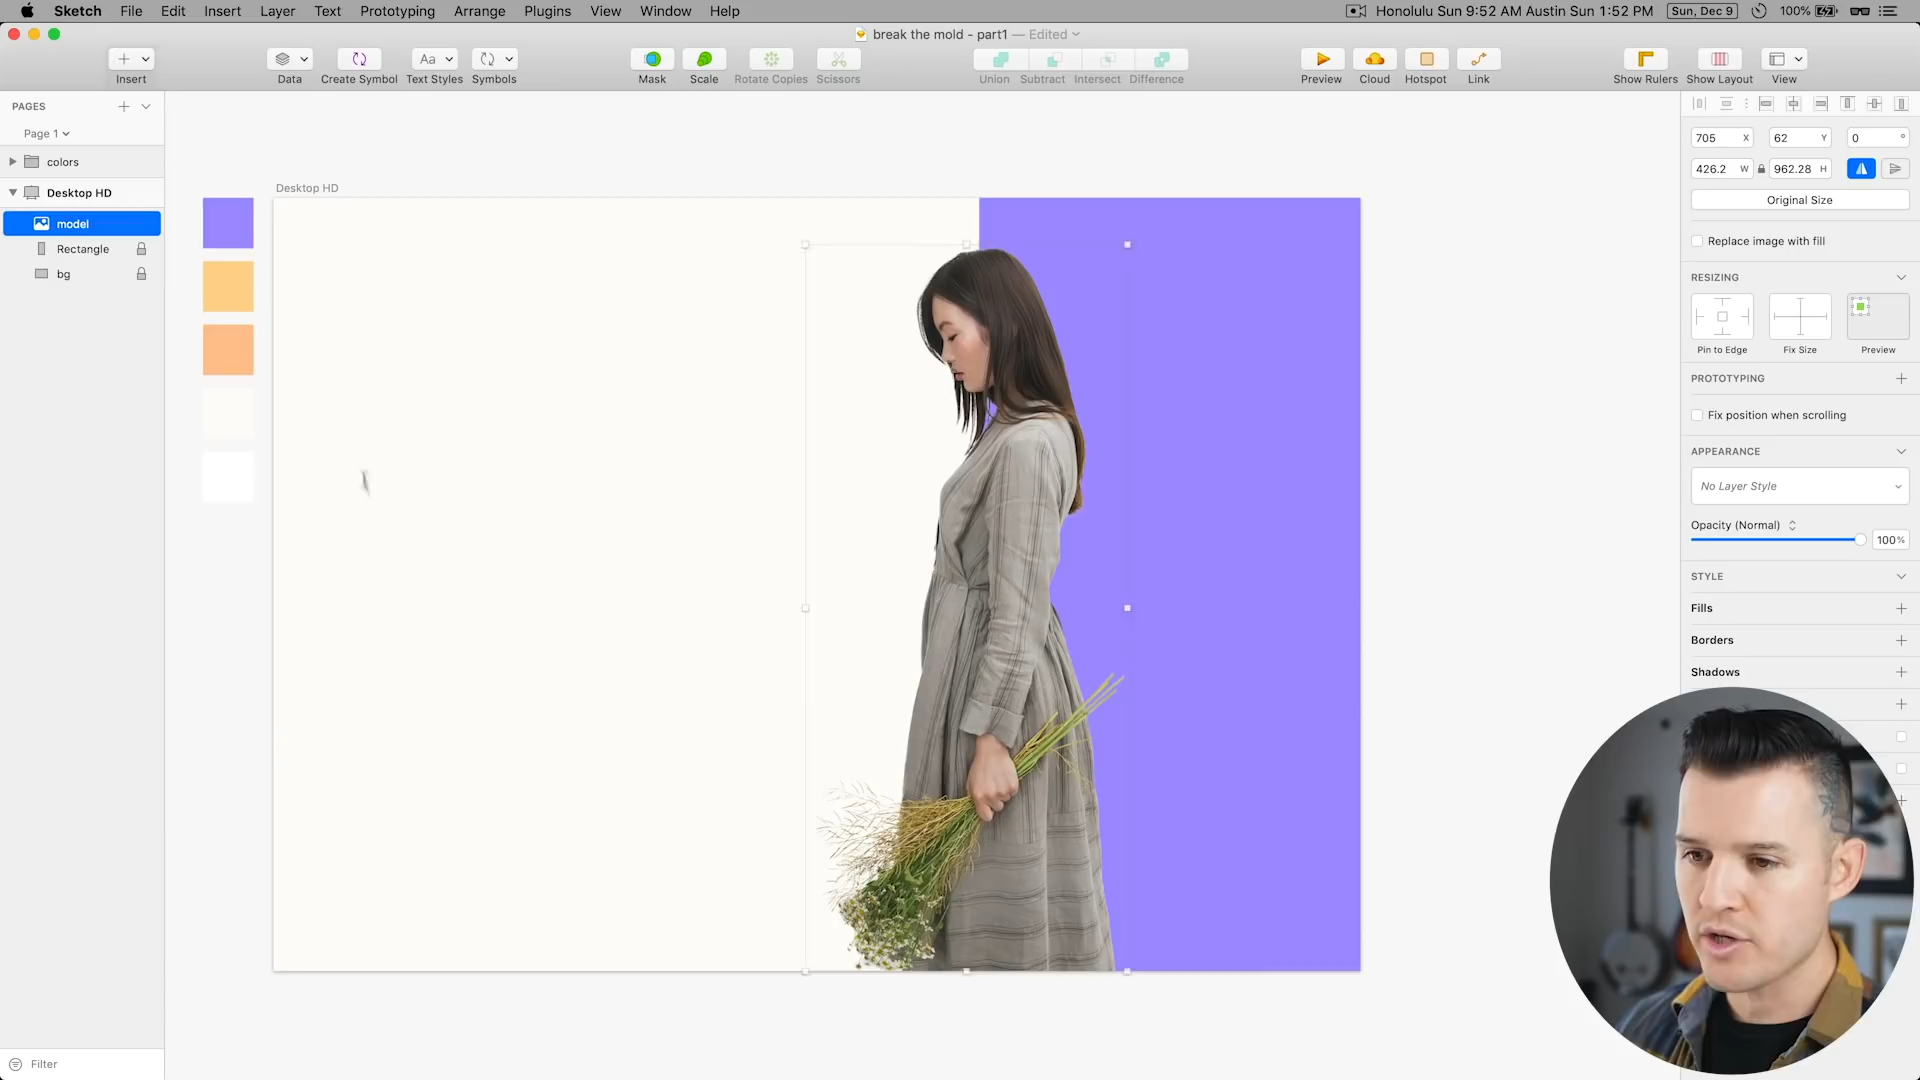 Sketch File Edit Insert Layer Text Prototyping Arrange Plugins View Window Help
Honolulu Sun 9:52 AM Austin Sun 1:52 PM Sun, Dec 9 100%
break the mold - part1 — Edited
Insert
Data
Create Symbol
Aa
Text Styles
Symbols
Mask
Scale
Rotate Copies
Scissors
Union
Subtract
Intersect
Difference
Preview
Cloud
Hotspot
Link
Show Rulers
Show Layout
View
PAGES
Page 1
colors
Desktop HD
model
Rectangle
bg
Filter
Desktop HD
705 X 62 Y 0 °
426.2 W 962.28 H
Original Size
Replace image with fill
RESIZING
Pin to Edge Fix Size Preview
PROTOTYPING
Fix position when scrolling
APPEARANCE
No Layer Style
Opacity (Normal)
100%
STYLE
Fills
Borders
Shadows